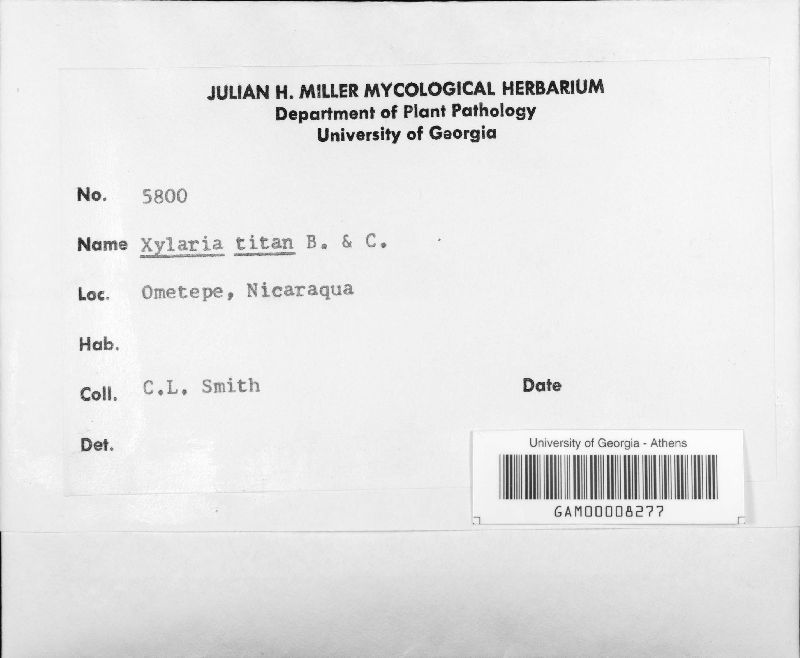 JULIAN H. MILLER MYCOLOGICAL HERBARIUM
Department of Plant Pathology
University of Georgia
No. 5800
Name Xylaria titan B. & C.
Loc. Ometepe, Nicaraqua
Hab.
Coll. C.L. Smith Date
Det.
University of Georgia - Athens
GAM00008277